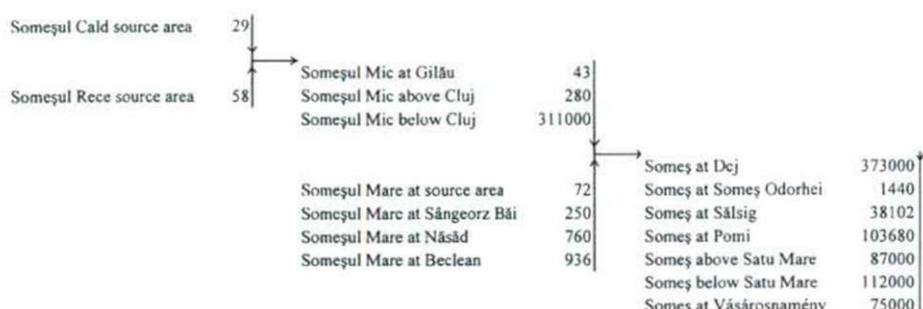 Someşul Cald source area 29
Someşul Rece source area 58
Someşul Mic at Gilău 43
Someşul Mic above Cluj 280
Someşul Mic below Cluj 311000
Someşul Mare at source area 72
Someşul Mare at Sângeorz Băi 250
Someşul Mare at Năsăd 760
Someşul Mare at Beclean 936
Someş at Dej 373000
Someş at Someş Odorhei 1440
Someş at Sălsig 38102
Someş at Pomi 103680
Someş above Satu Mare 87000
Someş below Satu Mare 112000
Someş at Vásárosnamény 75000